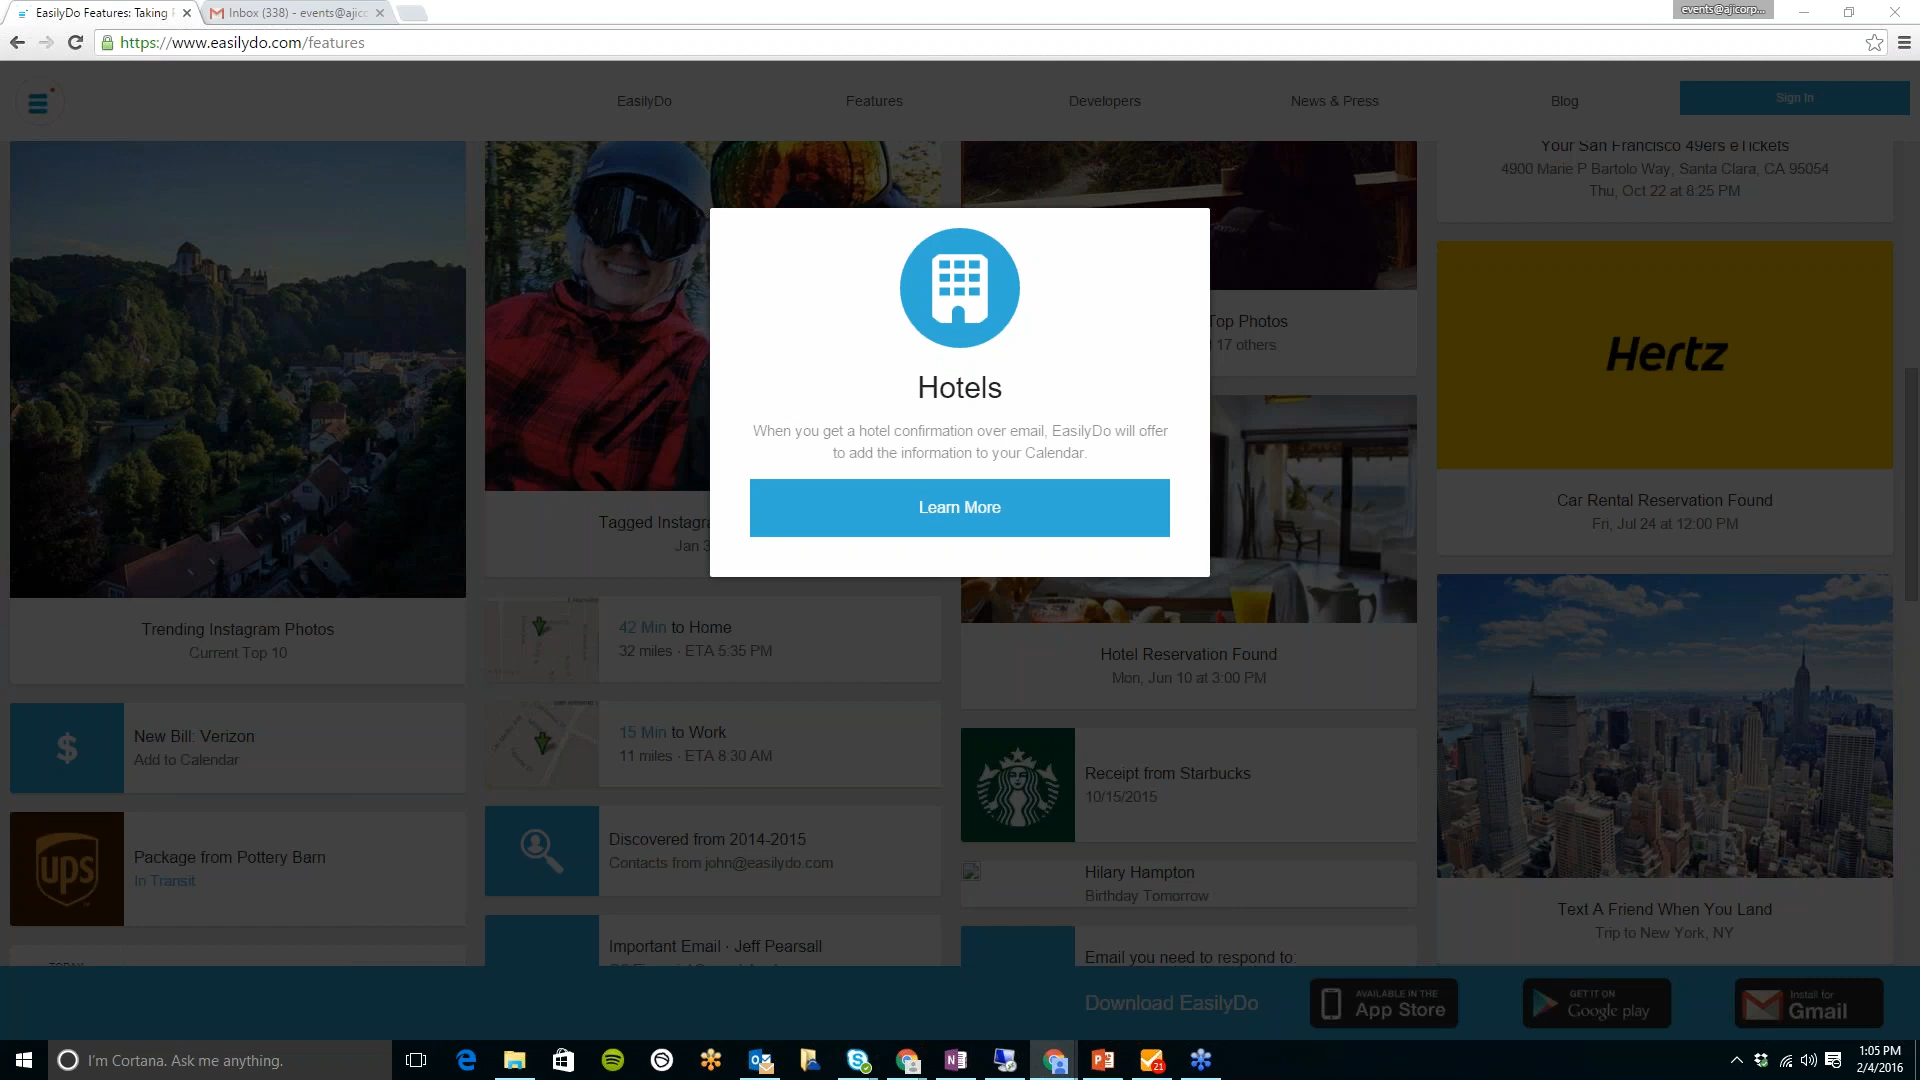 EasilyDo Features: Taking
Inbox (338) - events@ajicc
events@ajicorp...
https://www.easilydo.com/features
EasilyDo
Features
Developers
News & Press
Blog
Sign In
Your San Francisco 49ers eTickets
4900 Marie P Bartolo Way, Santa Clara, CA 95054
Thu, Oct 22 at 8:25 PM
Hotels
When you get a hotel confirmation over email, EasilyDo will offer
to add the information to your Calendar.
Learn More
Top Photos
17 others
Hertz
Car Rental Reservation Found
Fri, Jul 24 at 12:00 PM
Tagged Instagra
Jan 3
Trending Instagram Photos
Current Top 10
42 Min to Home
32 miles · ETA 5:35 PM
Hotel Reservation Found
Mon, Jun 10 at 3:00 PM
New Bill: Verizon
Add to Calendar
15 Min to Work
11 miles · ETA 8:30 AM
Receipt from Starbucks
10/15/2015
ups
Package from Pottery Barn
In Transit
Discovered from 2014-2015
Contacts from john@easilydo.com
Hilary Hampton
Birthday Tomorrow
Text A Friend When You Land
Trip to New York, NY
Important Email · Jeff Pearsall
Email you need to respond to:
TODAY
Download EasilyDo
AVAILABLE IN THE
App Store
GET IT ON
Google play
Install for
Gmail
I'm Cortana. Ask me anything.
21
1:05 PM
2/4/2016